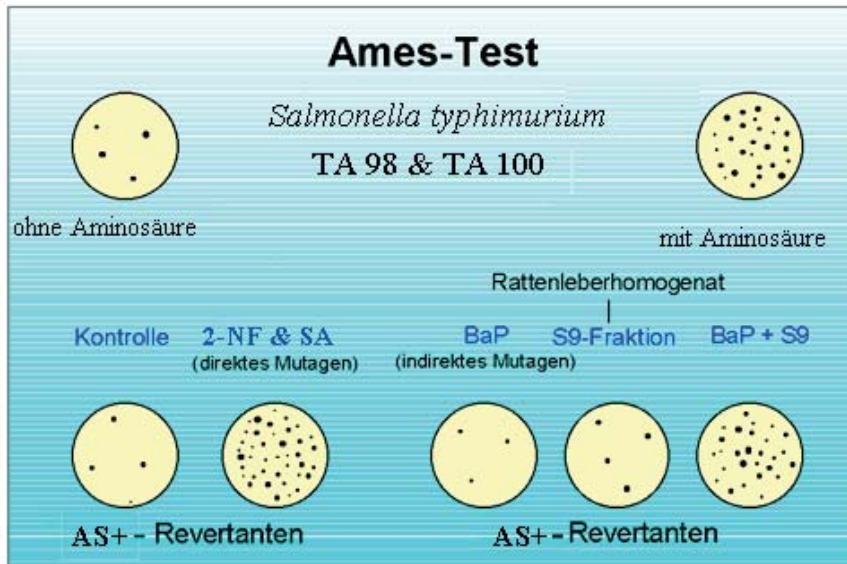 Ames-Test
Salmonella typhimurium
TA 98 & TA 100
ohne Aminosäure
mit Aminosäure
Rattenleberhomogenat
Kontrolle
2-NF & SA
(direktes Mutagen)
BaP
(indirektes Mutagen)
S9-Fraktion
BaP + S9
AS+ - Revertanten
AS+ - Revertanten